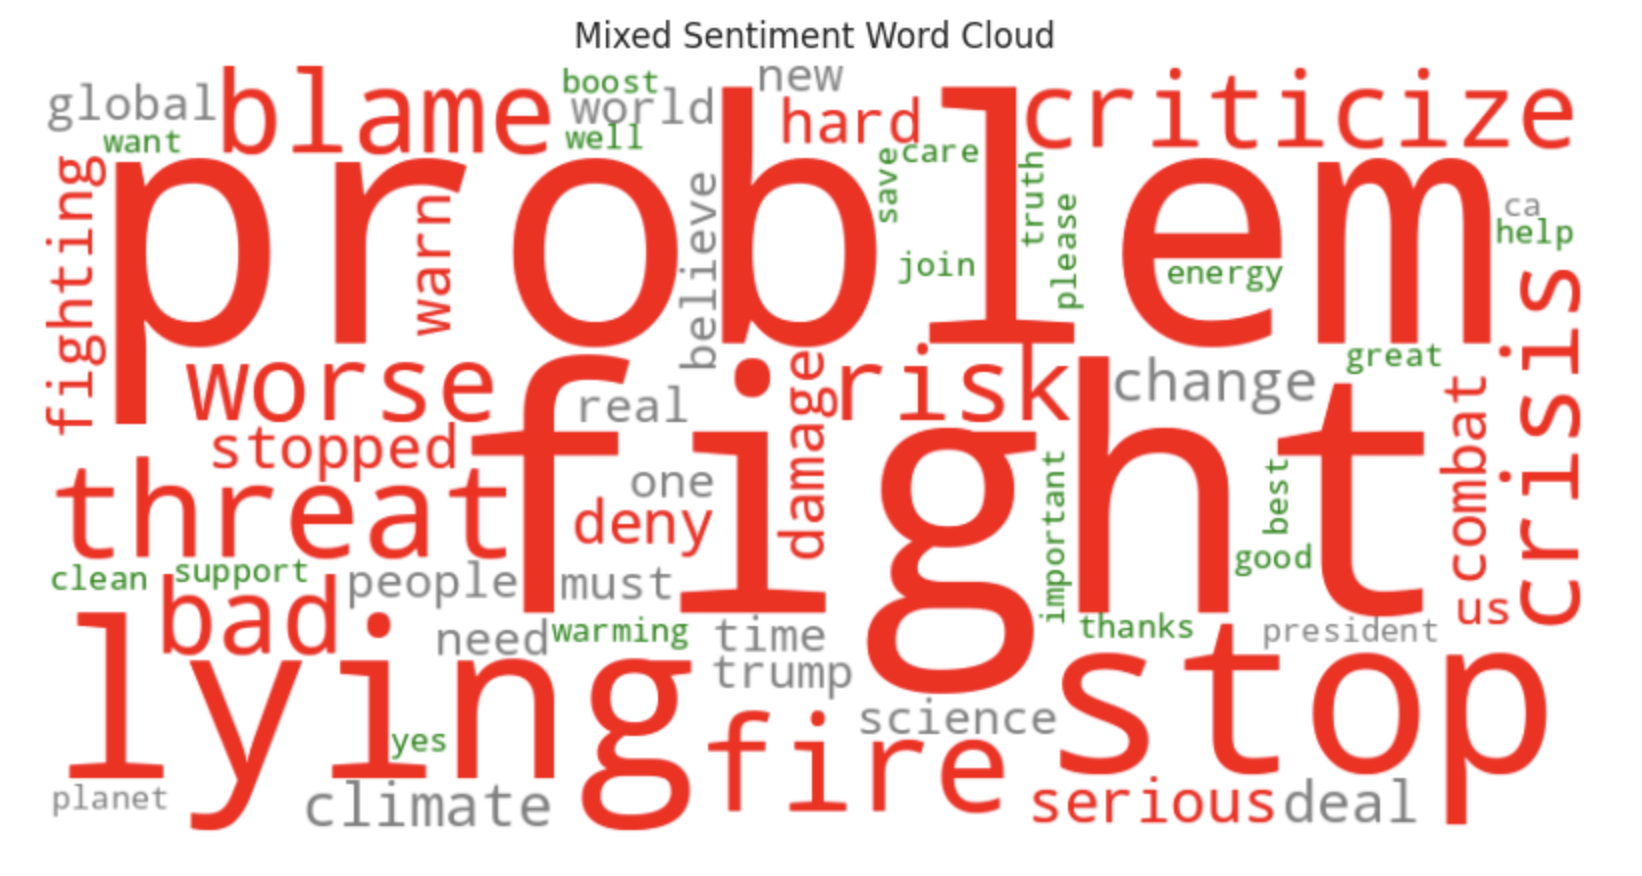 Mixed Sentiment Word Cloud
global
blame
boost
world
new
hard
criticize
want
well
care
problem
fighting
warn
believe
save
join
truth
please
energy
ca
help
crisis
worse
real
damage
risk
change
great
stopped
fight
combat
threat
one
deny
important
best
good
clean
support
people
must
us
bad
need
warming
time
thanks
president
lying
trump
stop
yes
science
fire
planet
climate
serious
deal